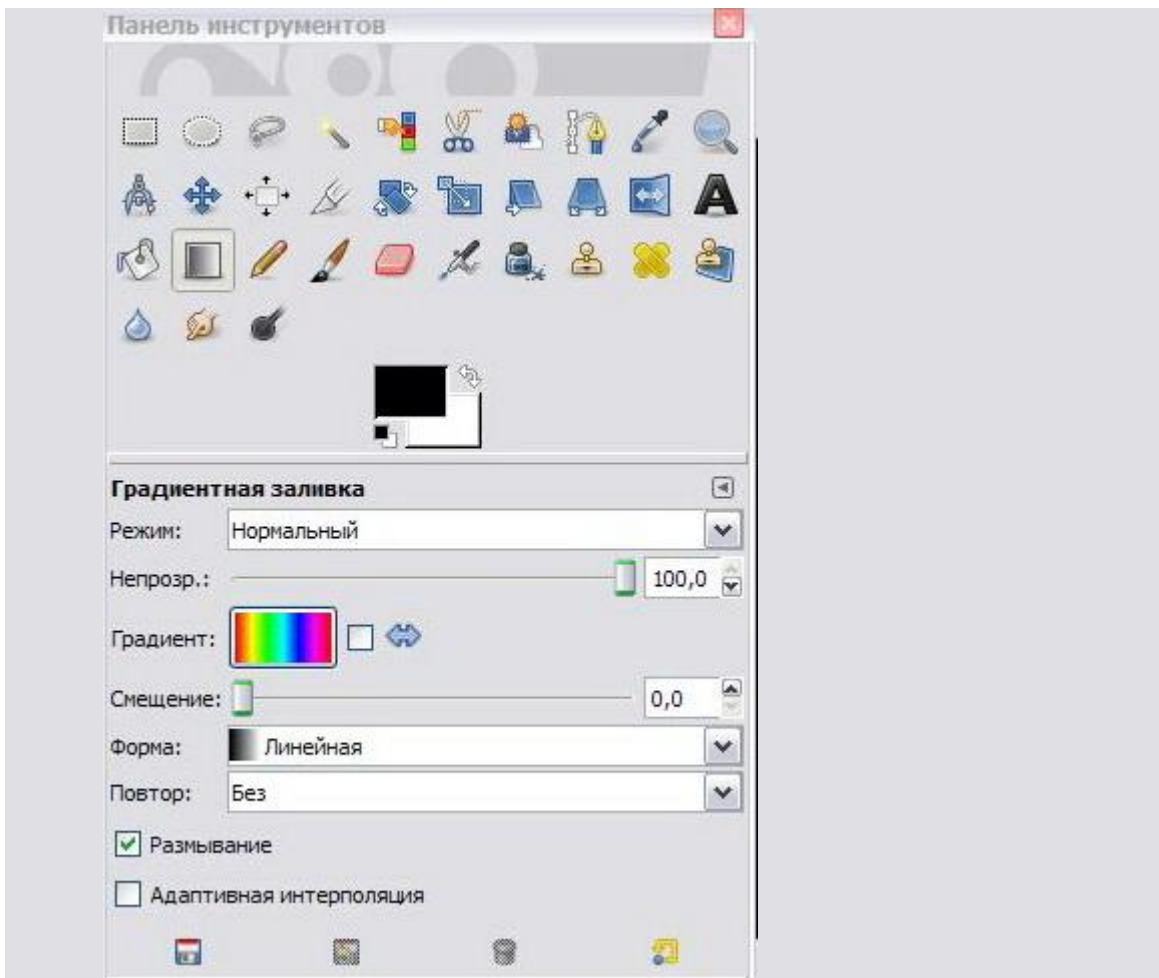 Панель инструментов
Градиентная заливка
Режим: Нормальный
Непрозр.: 100,0
Градиент:
Смещение: 0,0
Форма: Линейная
Повтор: Без
Размывание
Адаптивная интерполяция